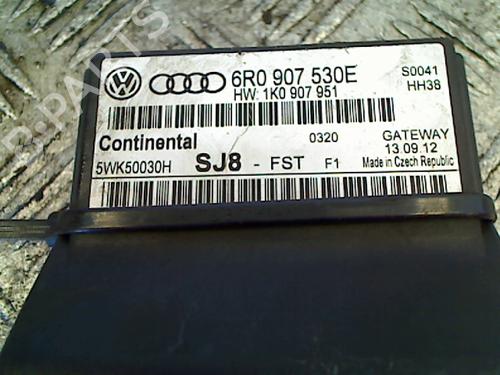 6R0 907 530E S0041
HW: 1K0 907 951 HH38
Continental 0320 GATEWAY
13.09.12
5WK50030H SJ8 - FST F1 Made in Czech Republic